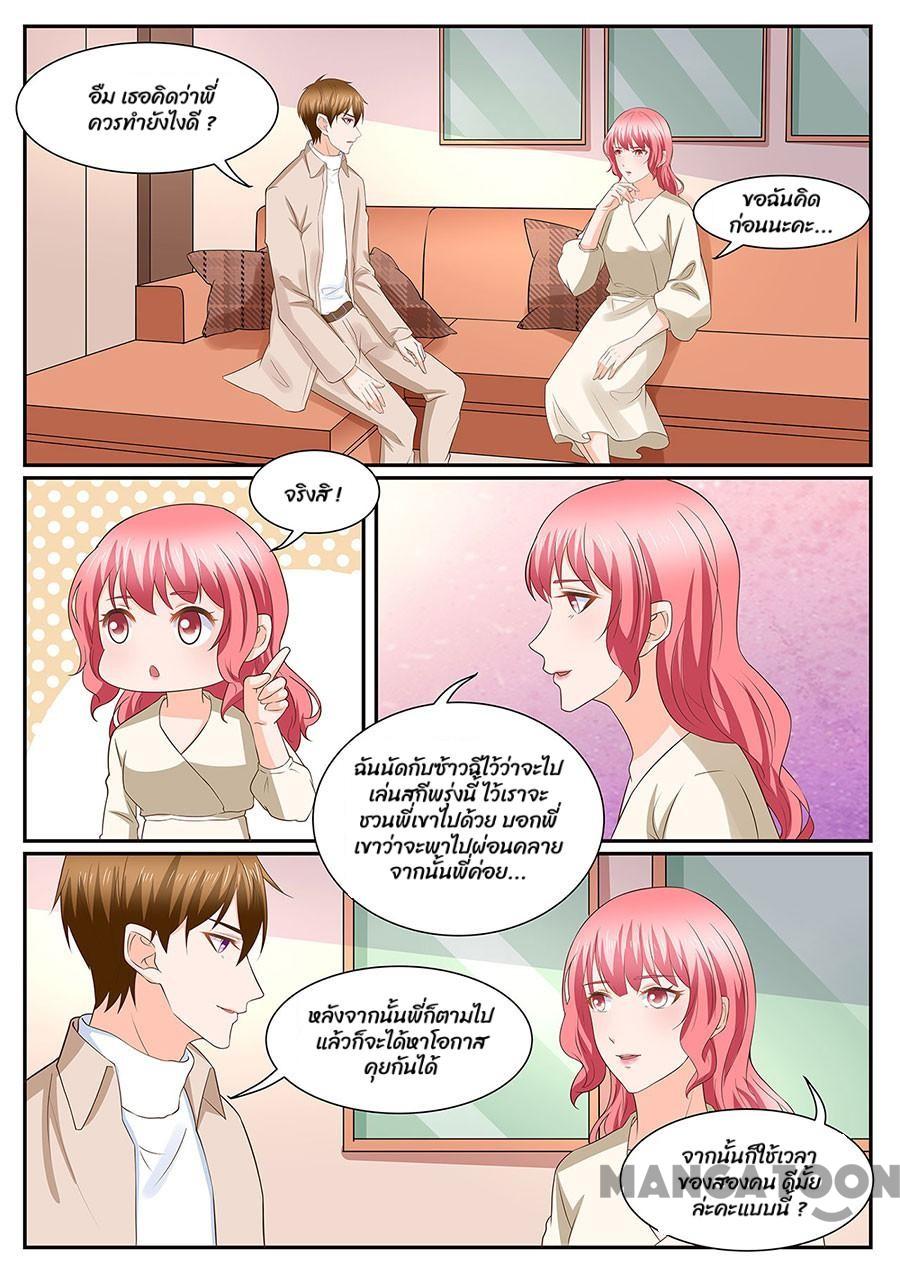 อืม เธอคิดว่าพี่
ควรทำยังไงดี ?
ขอฉันคิด
ก่อนนะคะ...
จริงสิ !
ฉันนัดกับซ้าวฉีไว้ว่าจะไป
เล่นสกีพรุ่งนี้ ไว้เราจะ
ชวนพี่เขาไปด้วย บอกพี่
เขาว่าจะพาไปผ่อนคลาย
จากนั้นพี่ค่อย...
หลังจากนั้นพี่ก็ตามไป
แล้วก็จะได้หาโอกาส
คุยกันได้
จากนั้นก็ใช้เวลา
ของสองคน ดีมั้ย
ล่ะคะแบบนี้ ?
MANGATOON